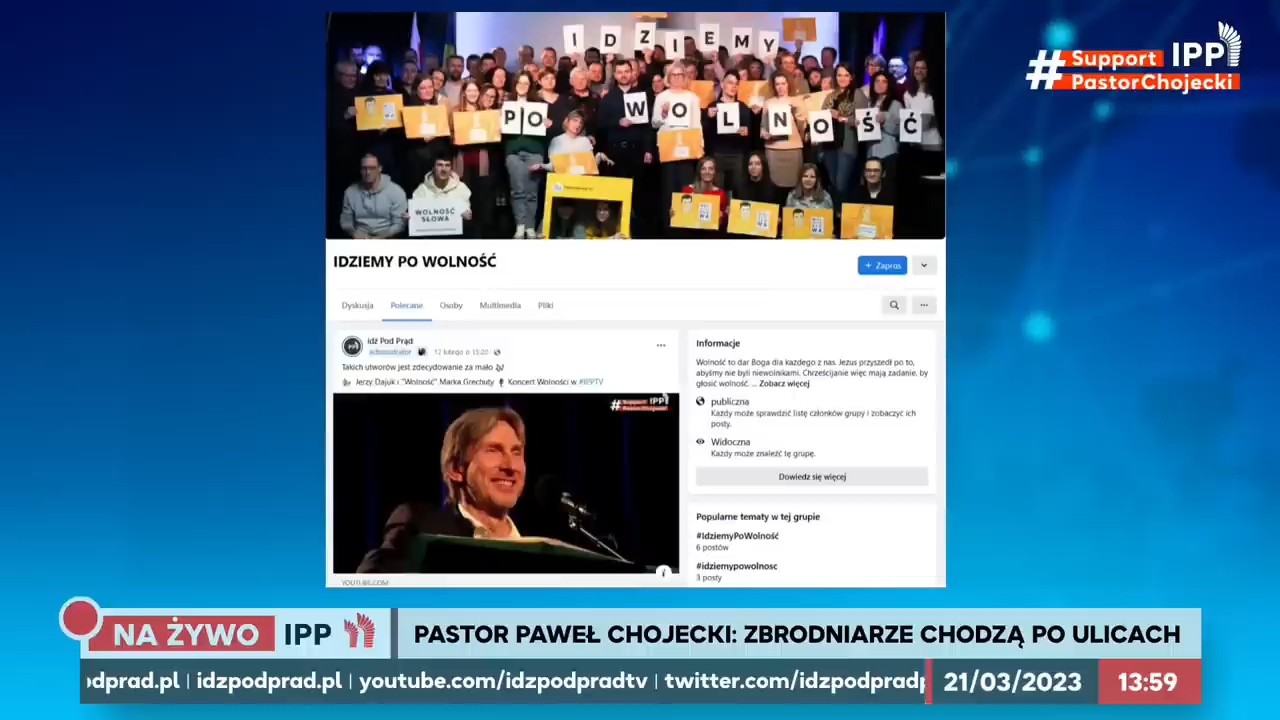 I D Z I E M Y
PO WOLNOŚĆ
WOLNOŚĆ
SŁOWA
#Support
PastorChojecki
IPP
IDZIEMY PO WOLNOŚĆ
+ Zaproś
Dyskusja Polecane Osoby Multimedia Pliki
Idź Pod Prąd
administrator 17 lutego o 13:20
Takich utworów jest zdecydowanie za mało
Jerzy Dajuk i "Wolność" Marka Grechuty Koncert Wolności w #IPPTV
#Support
PastorChojecki
IPP
YOUTUBE.COM
Informacje
Wolność to dar Boga dla każdego z nas. Jezus przyszedł po to,
abyśmy nie byli niewolnikami. Chrześcijanie więc mają zadanie, by
głosić wolność. ... Zobacz więcej
publiczna
Każdy może sprawdzić listę członków grupy i zobaczyć ich
posty.
Widoczna
Każdy może znaleźć tę grupę.
Dowiedz się więcej
Popularne tematy w tej grupie
#IdziemyPoWolność
6 postów
#idziemypowolnosc
3 posty
NA ŻYWO IPP
PASTOR PAWEŁ CHOJECKI: ZBRODNIARZE CHODZĄ PO ULICACH
odprad.pl | idzpodprad.pl | youtube.com/idzpodpradtv | twitter.com/idzpodpradp
21/03/2023 13:59